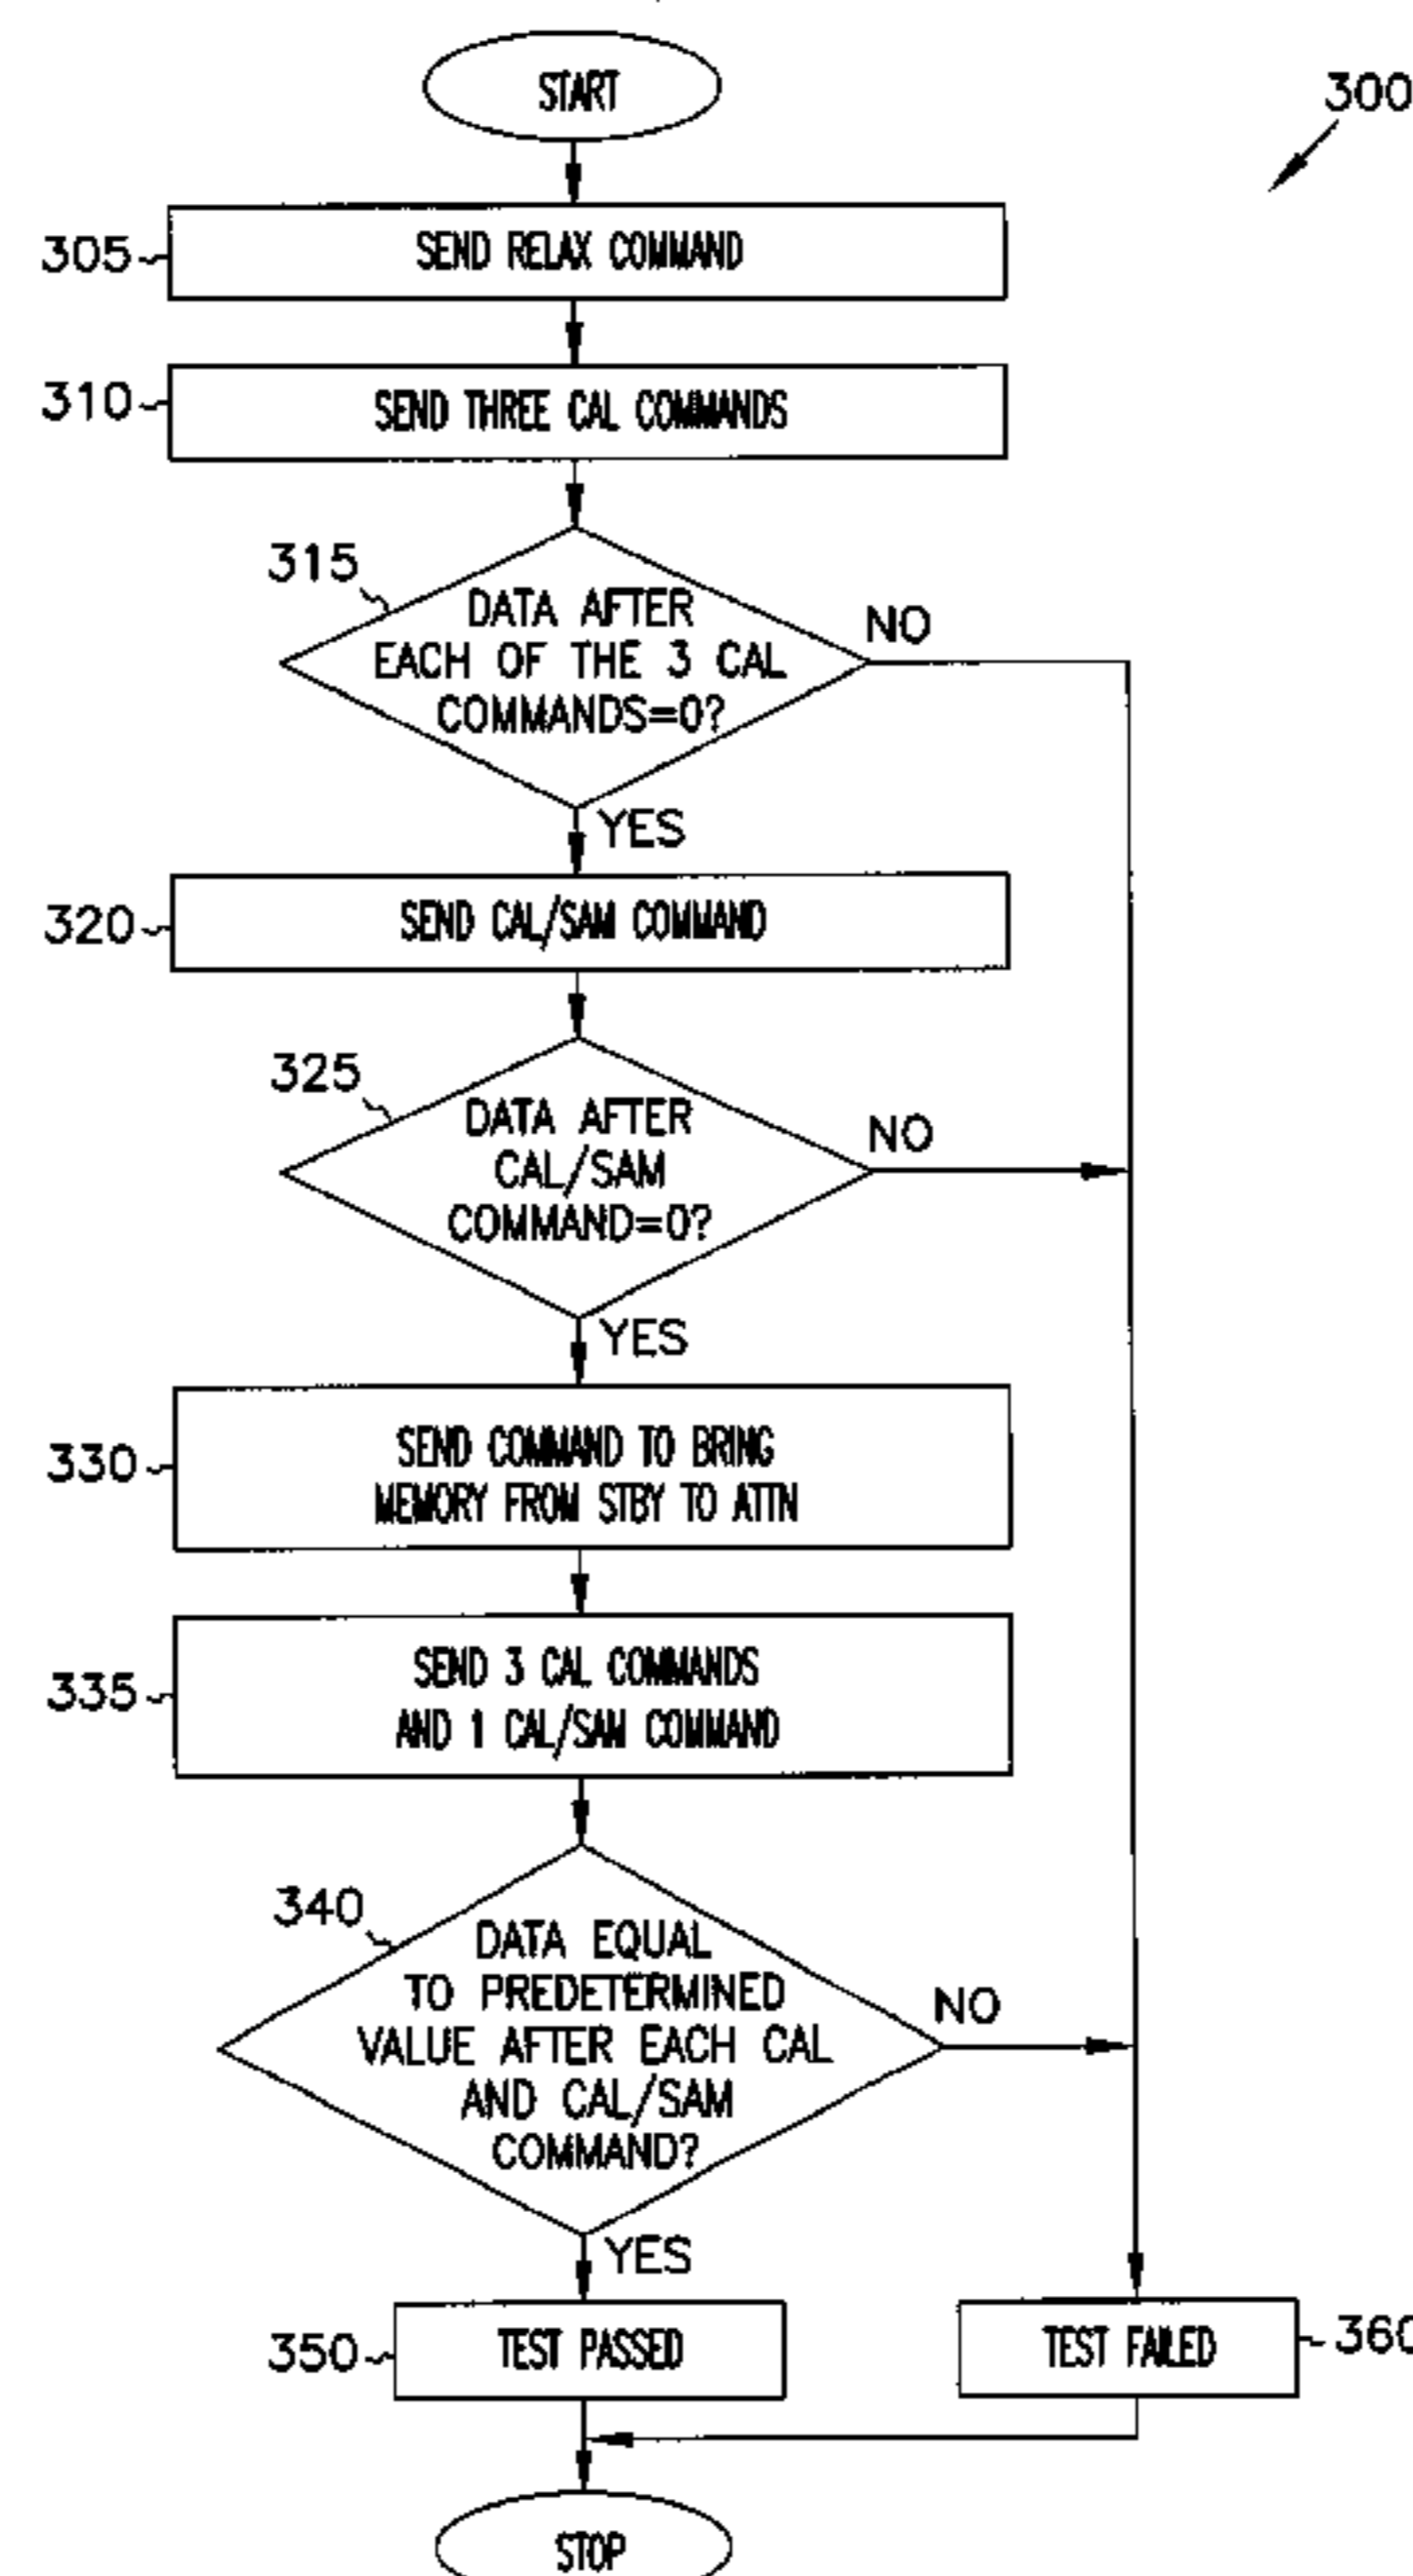 START
300
305
SEND RELAX COMMAND
310
SEND THREE CAL COMMANDS
315
DATA AFTER
EACH OF THE 3 CAL
COMMANDS=0?
NO
YES
320
SEND CAL/SAM COMMAND
325
DATA AFTER
CAL/SAM
COMMAND=0?
NO
YES
330
SEND COMMAND TO BRING
MEMORY FROM STBY TO ATTN
335
SEND 3 CAL COMMANDS
AND 1 CAL/SAM COMMAND
340
DATA EQUAL
TO PREDETERMINED
VALUE AFTER EACH CAL
AND CAL/SAM
COMMAND?
NO
YES
350
TEST PASSED
TEST FAILED
360
STOP